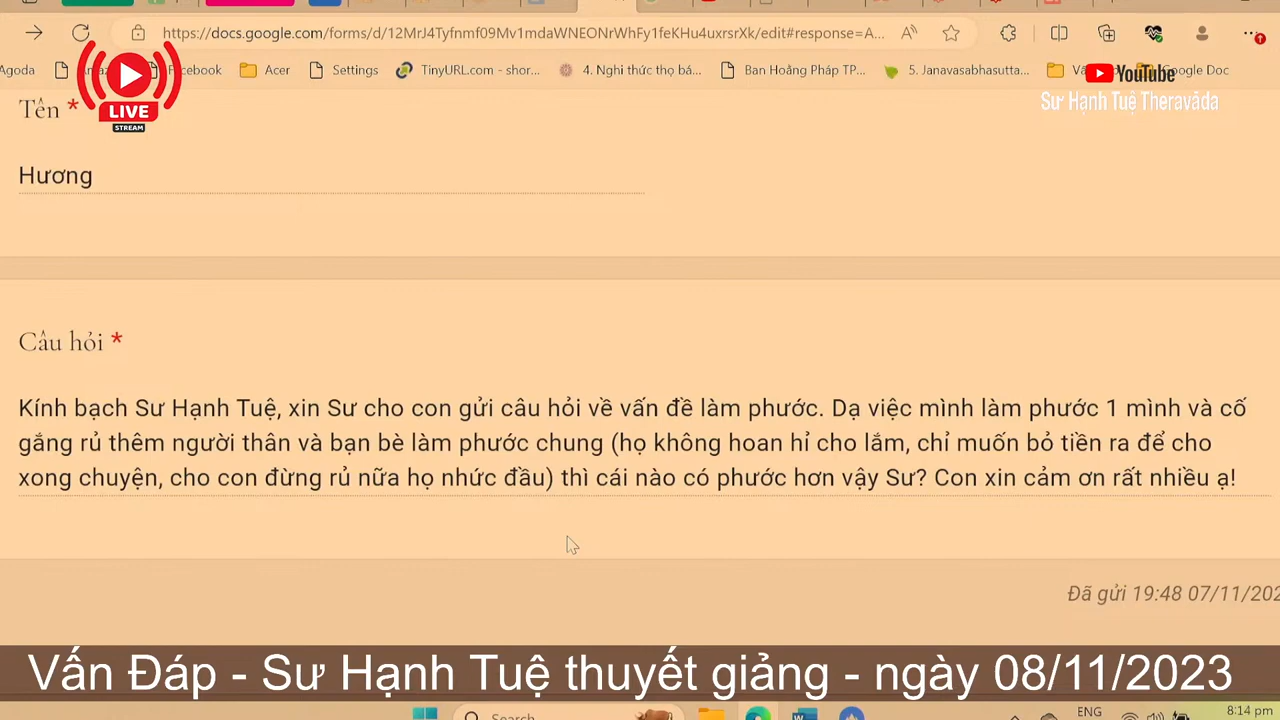 https://docs.google.com/forms/d/12MrJ4Tyfnmf09Mv1mdaWNEONrWhFy1feKHu4uxrsrXk/edit#response=A...
Agoda
Facebook
Acer
Settings
TinyURL.com - shor...
4. Nghi thức thọ bá...
Ban Hoằng Pháp TP...
5. Janavasabhasutta...
Google Doc
YouTube
Sư Hạnh Tuệ Theravāda
LIVE
STREAM
Tên *
Hương
Câu hỏi *
Kính bạch Sư Hạnh Tuệ, xin Sư cho con gửi câu hỏi về vấn đề làm phước. Dạ việc mình làm phước 1 mình và cố
gắng rủ thêm người thân và bạn bè làm phước chung (họ không hoan hỉ cho lắm, chỉ muốn bỏ tiền ra để cho
xong chuyện, cho con đừng rủ nữa họ nhức đầu) thì cái nào có phước hơn vậy Sư? Con xin cảm ơn rất nhiều ạ!
Đã gửi 19:48 07/11/202
Vấn Đáp - Sư Hạnh Tuệ thuyết giảng - ngày 08/11/2023
Search
ENG
8:14 pm